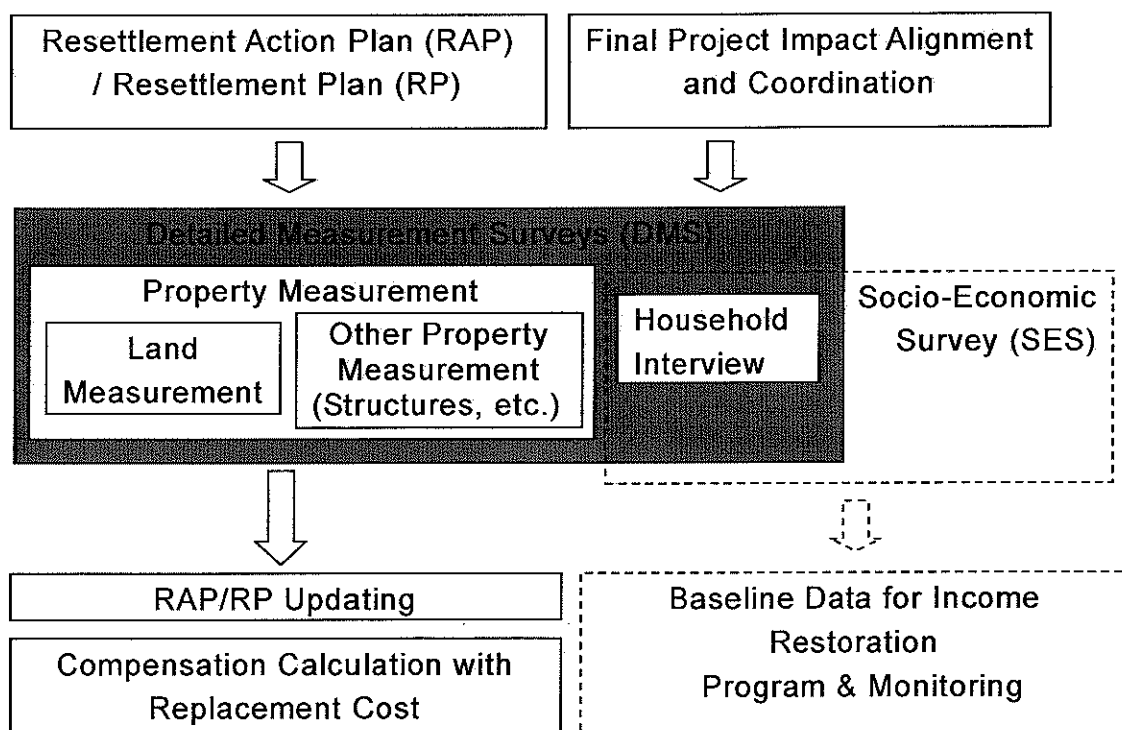 Resettlement Action Plan (RAP)
/ Resettlement Plan (RP)
Final Project Impact Alignment
and Coordination
Detailed Measurement Surveys (DMS)
Property Measurement
Land
Measurement
Other Property
Measurement
(Structures, etc.)
Household
Interview
Socio-Economic
Survey (SES)
RAP/RP Updating
Compensation Calculation with
Replacement Cost
Baseline Data for Income
Restoration
Program & Monitoring